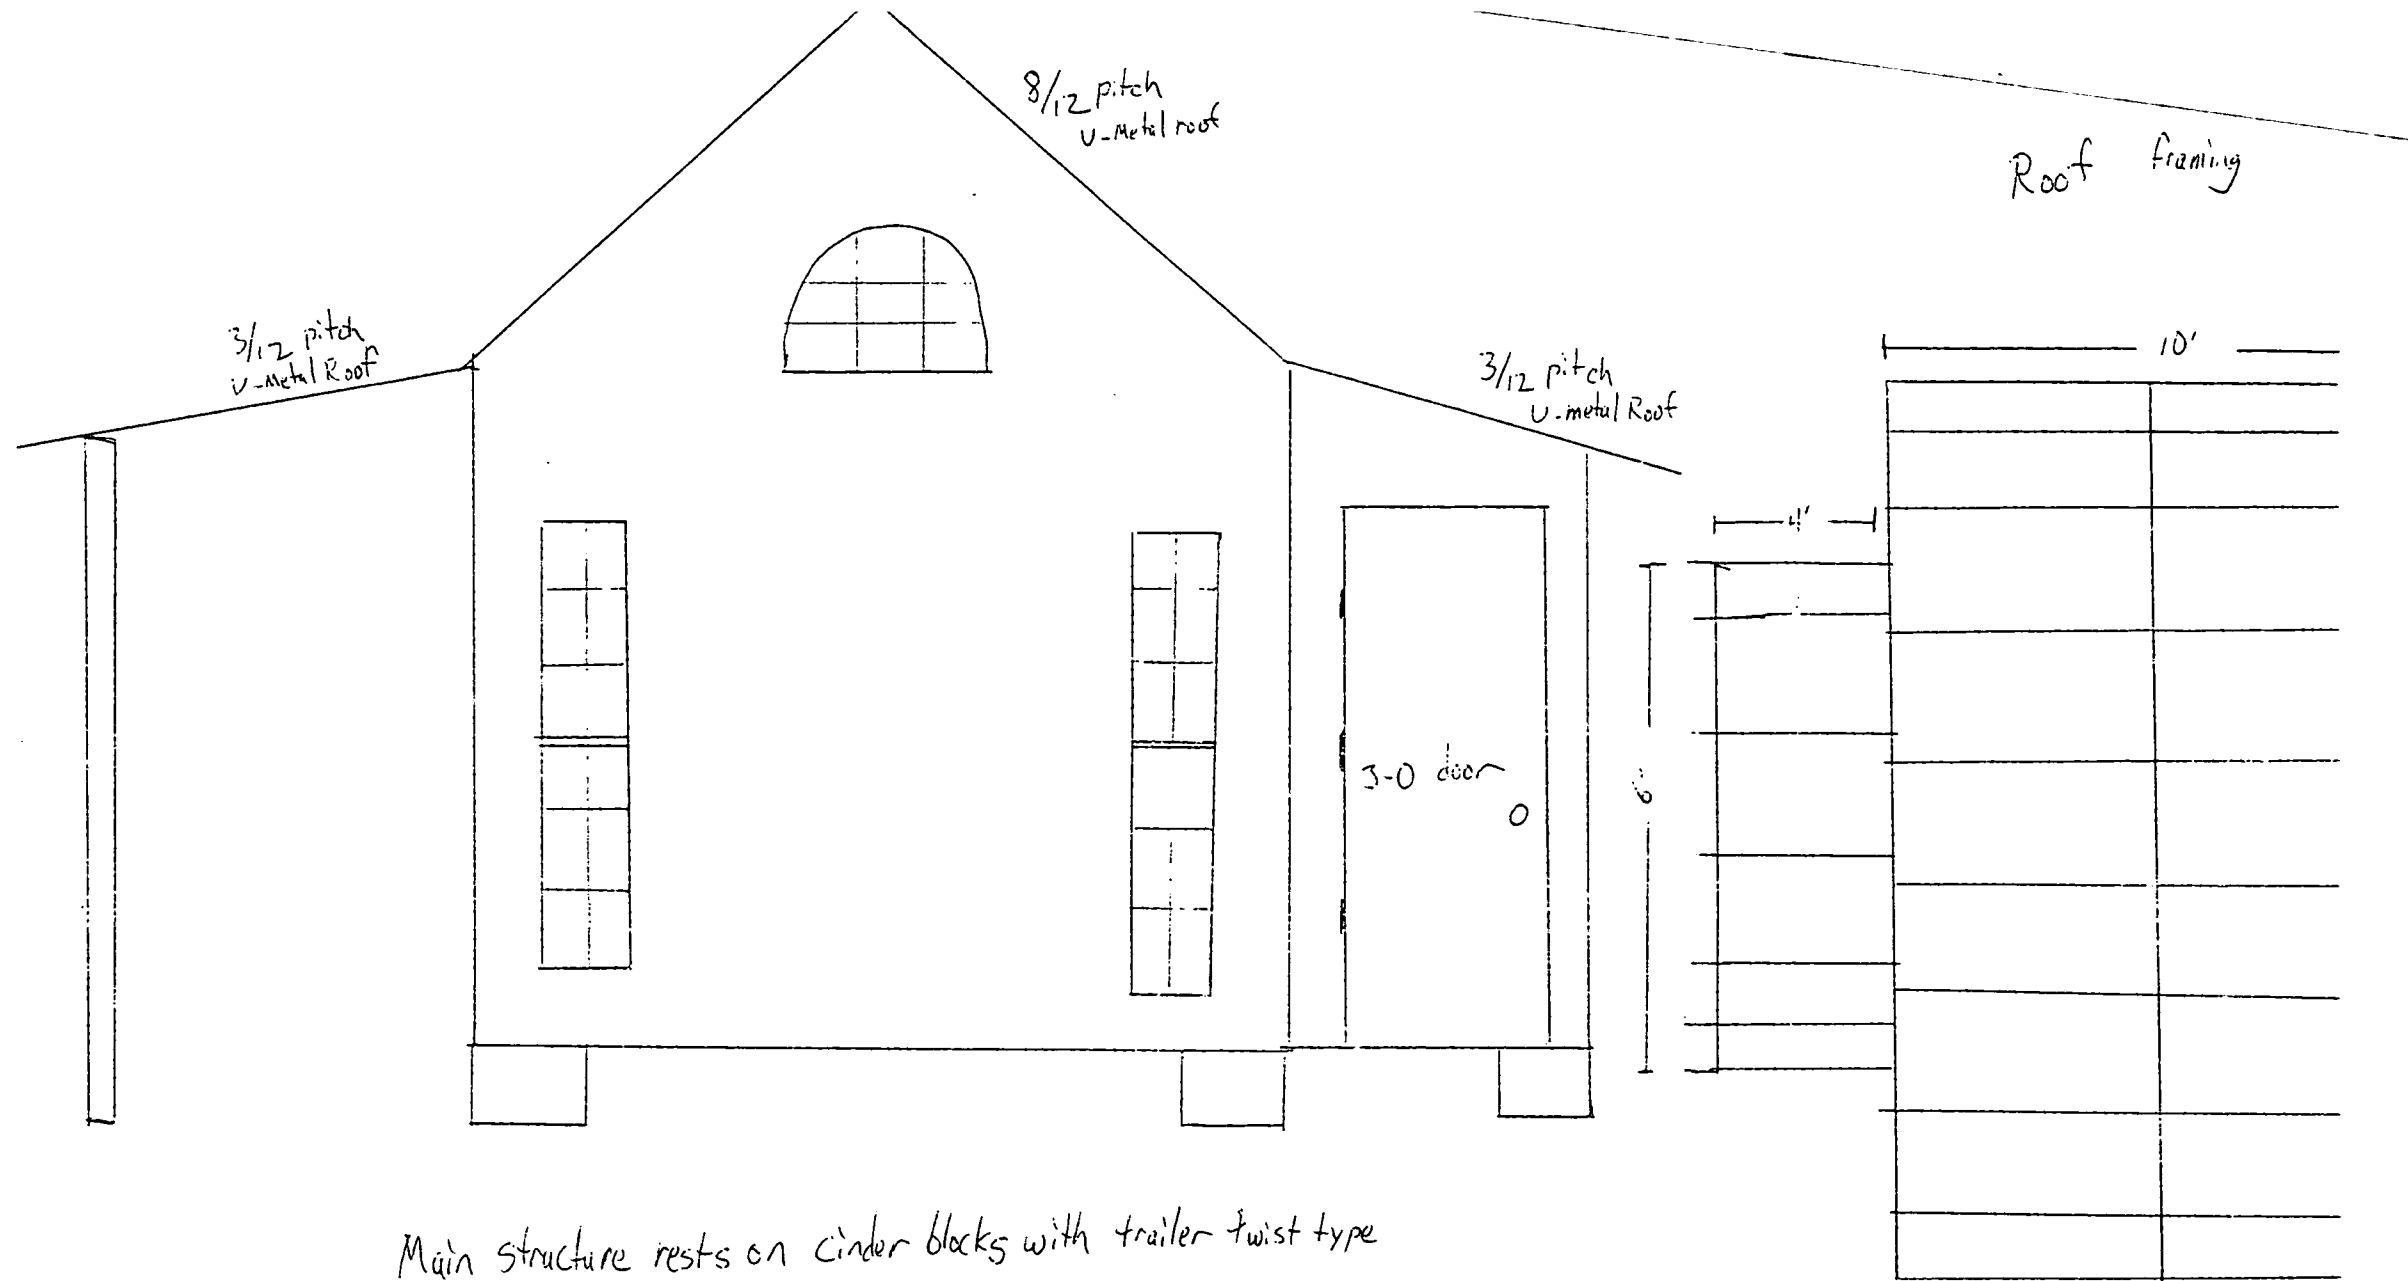 8/12 pitch
U-Metal roof
Roof framing
3/12 pitch
U-Metal Roof
10'
3/12 pitch
U-metal Roof
4'
3-0 door
6'
Main structure rests on cinder blocks with trailer twist type